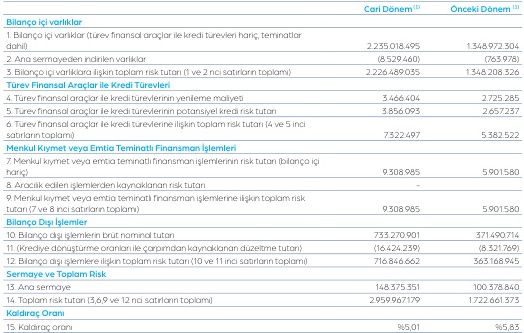 Cari Dönem (1) Önceki Dönem (1)
Bilanço içi varlıklar
1. Bilanço içi varlıklar (türev finansal araçlar ile kredi türevleri hariç, teminatlar
dahil) 2.235.018.495 1.348.972.304
2. Ana sermayeden indirilen varlıklar (8.529.460) (763.978)
3. Bilanço içi varlıklara ilişkin toplam risk tutarı (1 ve 2 nci satırların toplamı) 2.226.489.035 1.348.208.326
Türev Finansal Araçlar ile Kredi Türevleri
4. Türev finansal araçlar ile kredi türevlerinin yenileme maliyeti 3.466.404 2.725.285
5. Türev finansal araçlar ile kredi türevlerinin potansiyel kredi risk tutarı 3.856.093 2.657.237
6. Türev finansal araçlar ile kredi türevlerine ilişkin toplam risk tutarı (4 ve 5 inci
satırların toplamı) 7.322.497 5.382.522
Menkul Kıymet veya Emtia Teminatlı Finansman İşlemleri
7. Menkul kıymet veya emtia teminatlı finansman işlemlerinin risk tutarı (bilanço içi
hariç) 9.308.985 5.901.580
8. Aracılık edilen işlemlerden kaynaklanan risk tutarı -
9. Menkul kıymet veya emtia teminatlı finansman işlemlerine ilişkin toplam risk
tutarı (7 ve 8 inci satırların toplamı) 9.308.985 5.901.580
Bilanço Dışı İşlemler
10. Bilanço dışı işlemlerin brüt nominal tutarı 733.270.901 371.490.714
11. (Krediye dönüştürme oranları ile çarpımdan kaynaklanan düzeltme tutarı) (16.424.239) (8.321.769)
12. Bilanço dışı işlemlere ilişkin toplam risk tutarı (10 ve 11 inci satırların toplamı) 716.846.662 363.168.945
Sermaye ve Toplam Risk
13. Ana sermaye 148.375.351 100.378.840
14. Toplam risk tutarı (3,6,9 ve 12 nci satırların toplamı) 2.959.967.179 1.722.661.373
Kaldıraç Oranı
15. Kaldıraç oranı %5,01 %5,83